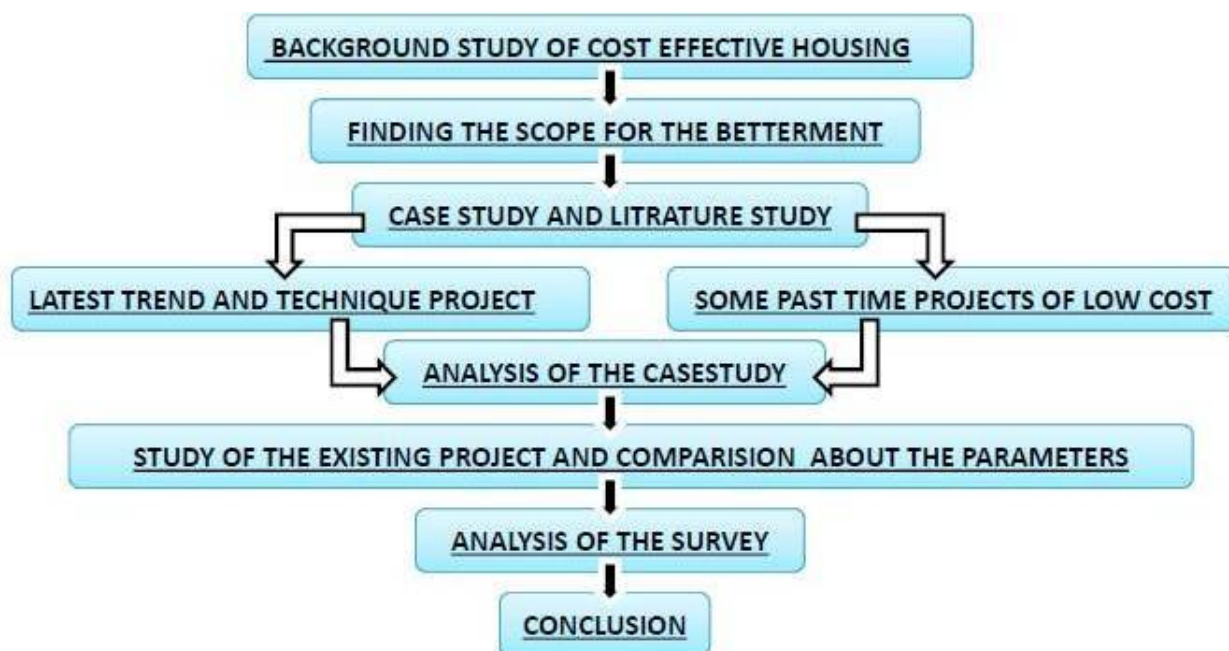 BACKGROUND STUDY OF COST EFFECTIVE HOUSING
FINDING THE SCOPE FOR THE BETTERMENT
CASE STUDY AND LITRATURE STUDY
LATEST TREND AND TECHNIQUE PROJECT
SOME PAST TIME PROJECTS OF LOW COST
ANALYSIS OF THE CASESTUDY
STUDY OF THE EXISTING PROJECT AND COMPARISION ABOUT THE PARAMETERS
ANALYSIS OF THE SURVEY
CONCLUSION